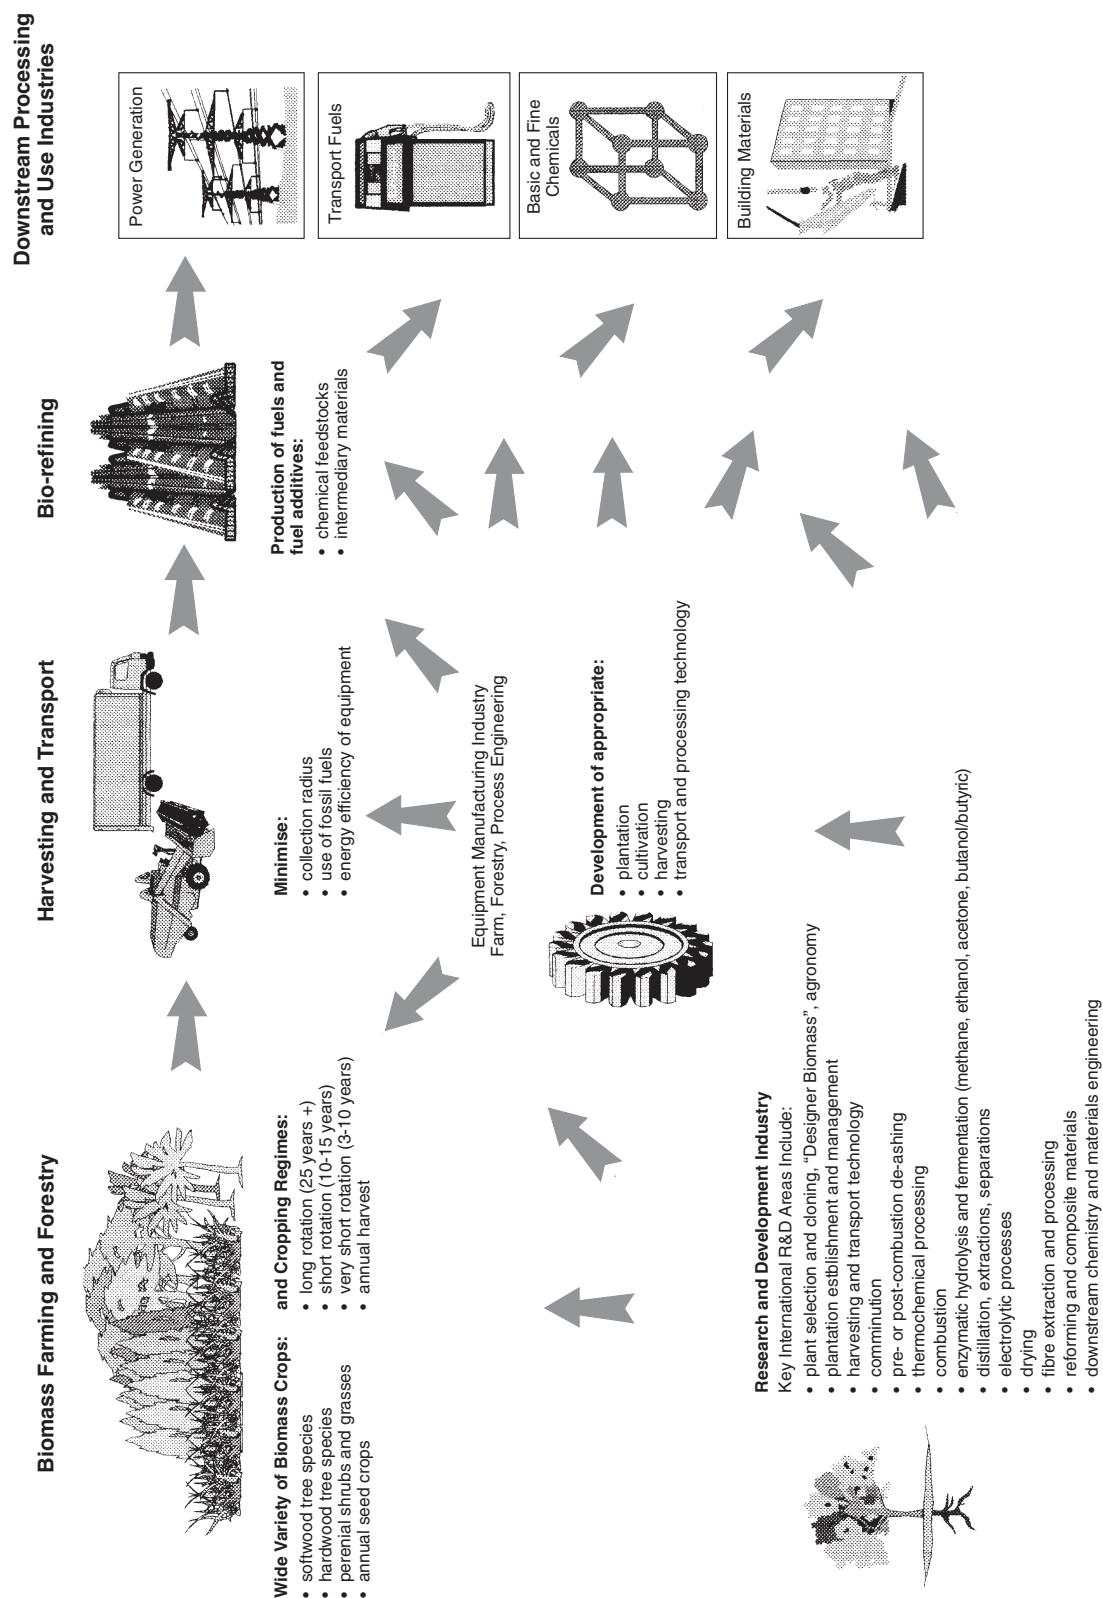 Biomass Farming and Forestry
Harvesting and Transport
Bio-refining
Downstream Processing
and Use Industries
Power Generation
Transport Fuels
Basic and Fine
Chemicals
Building Materials
Wide Variety of Biomass Crops:
• softwood tree species
• hardwood tree species
• perenial shrubs and grasses
• annual seed crops
and Cropping Regimes:
• long rotation (25 years +)
• short rotation (10-15 years)
• very short rotation (3-10 years)
• annual harvest
Minimise:
• collection radius
• use of fossil fuels
• energy efficiency of equipment
Production of fuels and
fuel additives:
• chemical feedstocks
• intermediary materials
Equipment Manufacturing Industry
Farm, Forestry, Process Engineering
Development of appropriate:
• plantation
• cultivation
• harvesting
• transport and processing technology
Research and Development Industry
Key International R&D Areas Include:
• plant selection and cloning, “Designer Biomass”, agronomy
• plantation estblishment and management
• harvesting and transport technology
• comminution
• pre- or post-combustion de-ashing
• thermochemical processing
• combustion
• enzymatic hydrolysis and fermentation (methane, ethanol, acetone, butanol/butyric)
• distillation, extractions, separations
• electrolytic processes
• drying
• fibre extraction and processing
• reforming and composite materials
• downstream chemistry and materials engineering